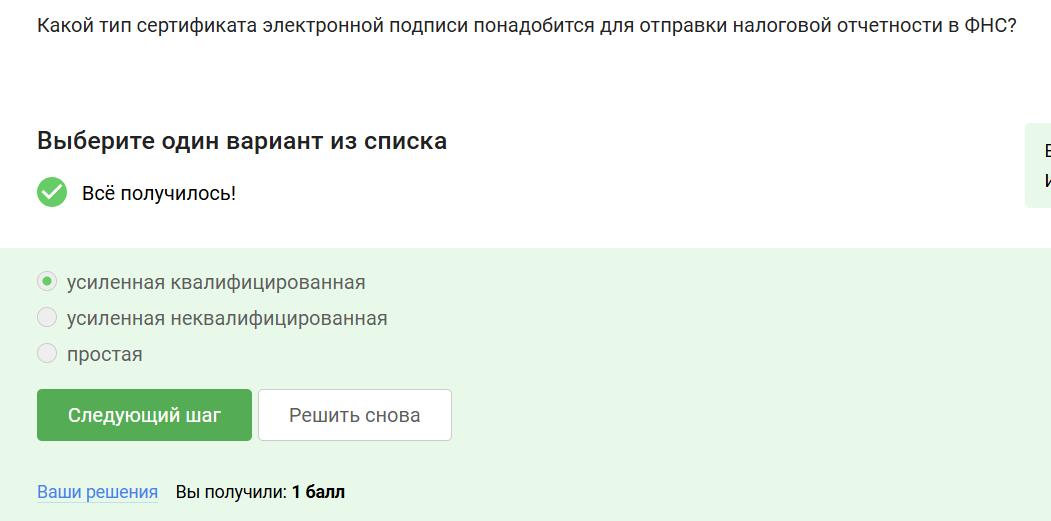 Какой тип сертификата электронной подписи понадобится для отправки налоговой отчетности в ФНС?
Выберите один вариант из списка
Всё получилось!
усиленная квалифицированная
усиленная неквалифицированная
простая
Следующий шаг
Решить снова
Ваши решения Вы получили: 1 балл